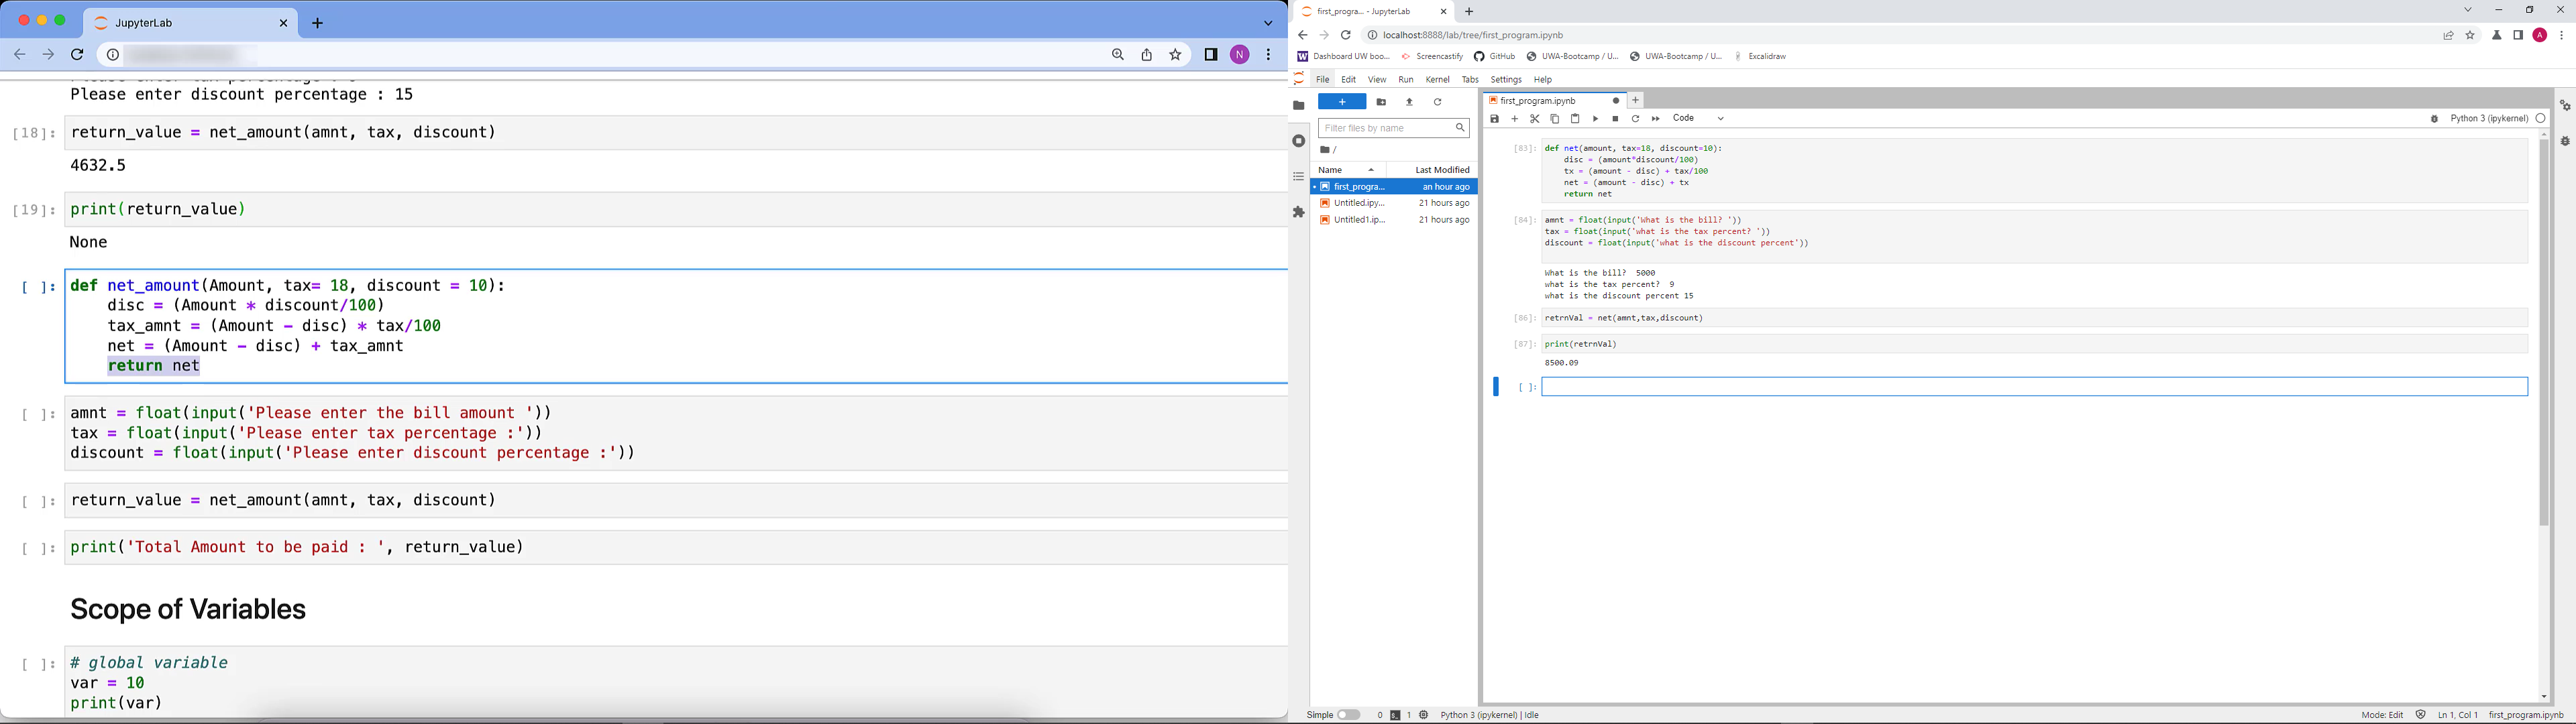 JupyterLab
N
Please enter discount percentage : 15
[18]: return_value = net_amount(amnt, tax, discount)
4632.5
[19]: print(return_value)
None
[ ]: def net_amount(Amount, tax= 18, discount = 10):
disc = (Amount * discount/100)
tax_amnt = (Amount - disc) * tax/100
net = (Amount - disc) + tax_amnt
return net
[ ]: amnt = float(input('Please enter the bill amount '))
tax = float(input('Please enter tax percentage :'))
discount = float(input('Please enter discount percentage :'))
[ ]: return_value = net_amount(amnt, tax, discount)
[ ]: print('Total Amount to be paid : ', return_value)
Scope of Variables
[ ]: # global variable
var = 10
print(var)
first_progra... - JupyterLab
localhost:8888/lab/tree/first_program.ipynb
A
W Dashboard UW boo... Screencastify GitHub UWA-Bootcamp / U... UWA-Bootcamp / U... Excalidraw
File Edit View Run Kernel Tabs Settings Help
Filter files by name
/
Name Last Modified
first_progra... an hour ago
Untitled.ipy... 21 hours ago
Untitled1.ip... 21 hours ago
first_program.ipynb
Code Python 3 (ipykernel)
[83]: def net(amount, tax=18, discount=10):
disc = (amount*discount/100)
tx = (amount - disc) + tax/100
net = (amount - disc) + tx
return net
[84]: amnt = float(input('What is the bill? '))
tax = float(input('what is the tax percent? '))
discount = float(input('what is the discount percent'))
What is the bill? 5000
what is the tax percent? 9
what is the discount percent 15
[86]: retrnVal = net(amnt,tax,discount)
[87]: print(retrnVal)
8500.09
[ ]:
Simple 0 1 Python 3 (ipykernel) | Idle Mode: Edit Ln 1, Col 1 first_program.ipynb